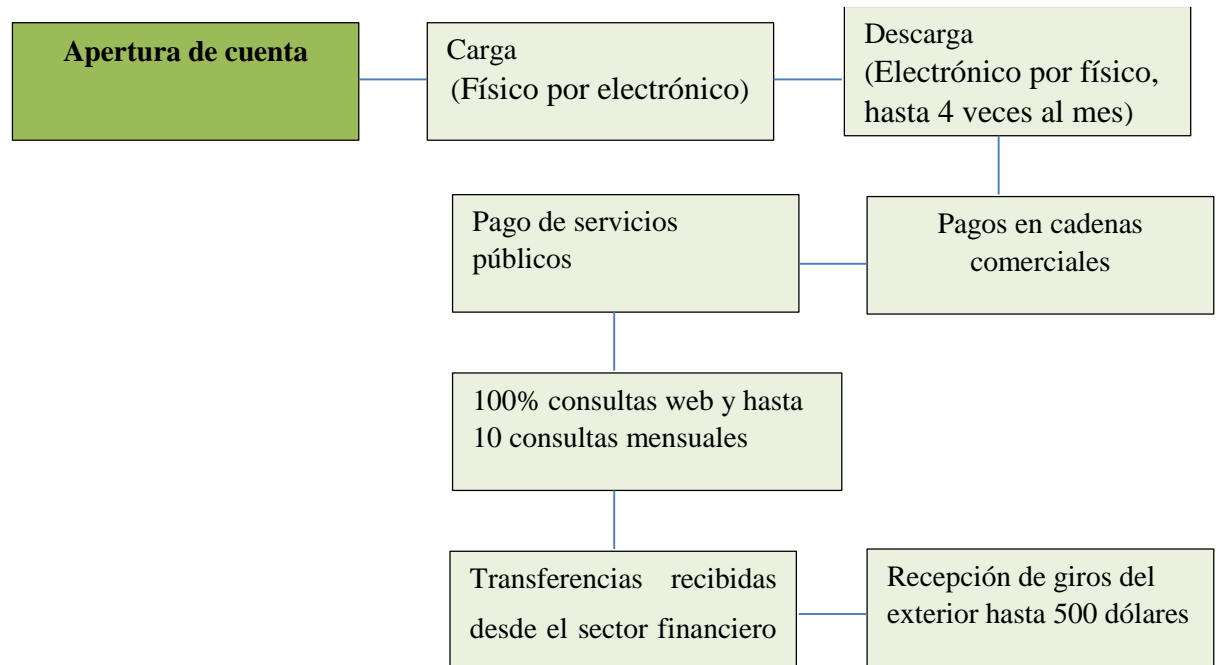 Apertura de cuenta
Carga
(Físico por electrónico)
Descarga
(Electrónico por físico,
hasta 4 veces al mes)
Pagos en cadenas
comerciales
Pago de servicios
públicos
100% consultas web y hasta
10 consultas mensuales
Transferencias recibidas
desde el sector financiero
Recepción de giros del
exterior hasta 500 dólares